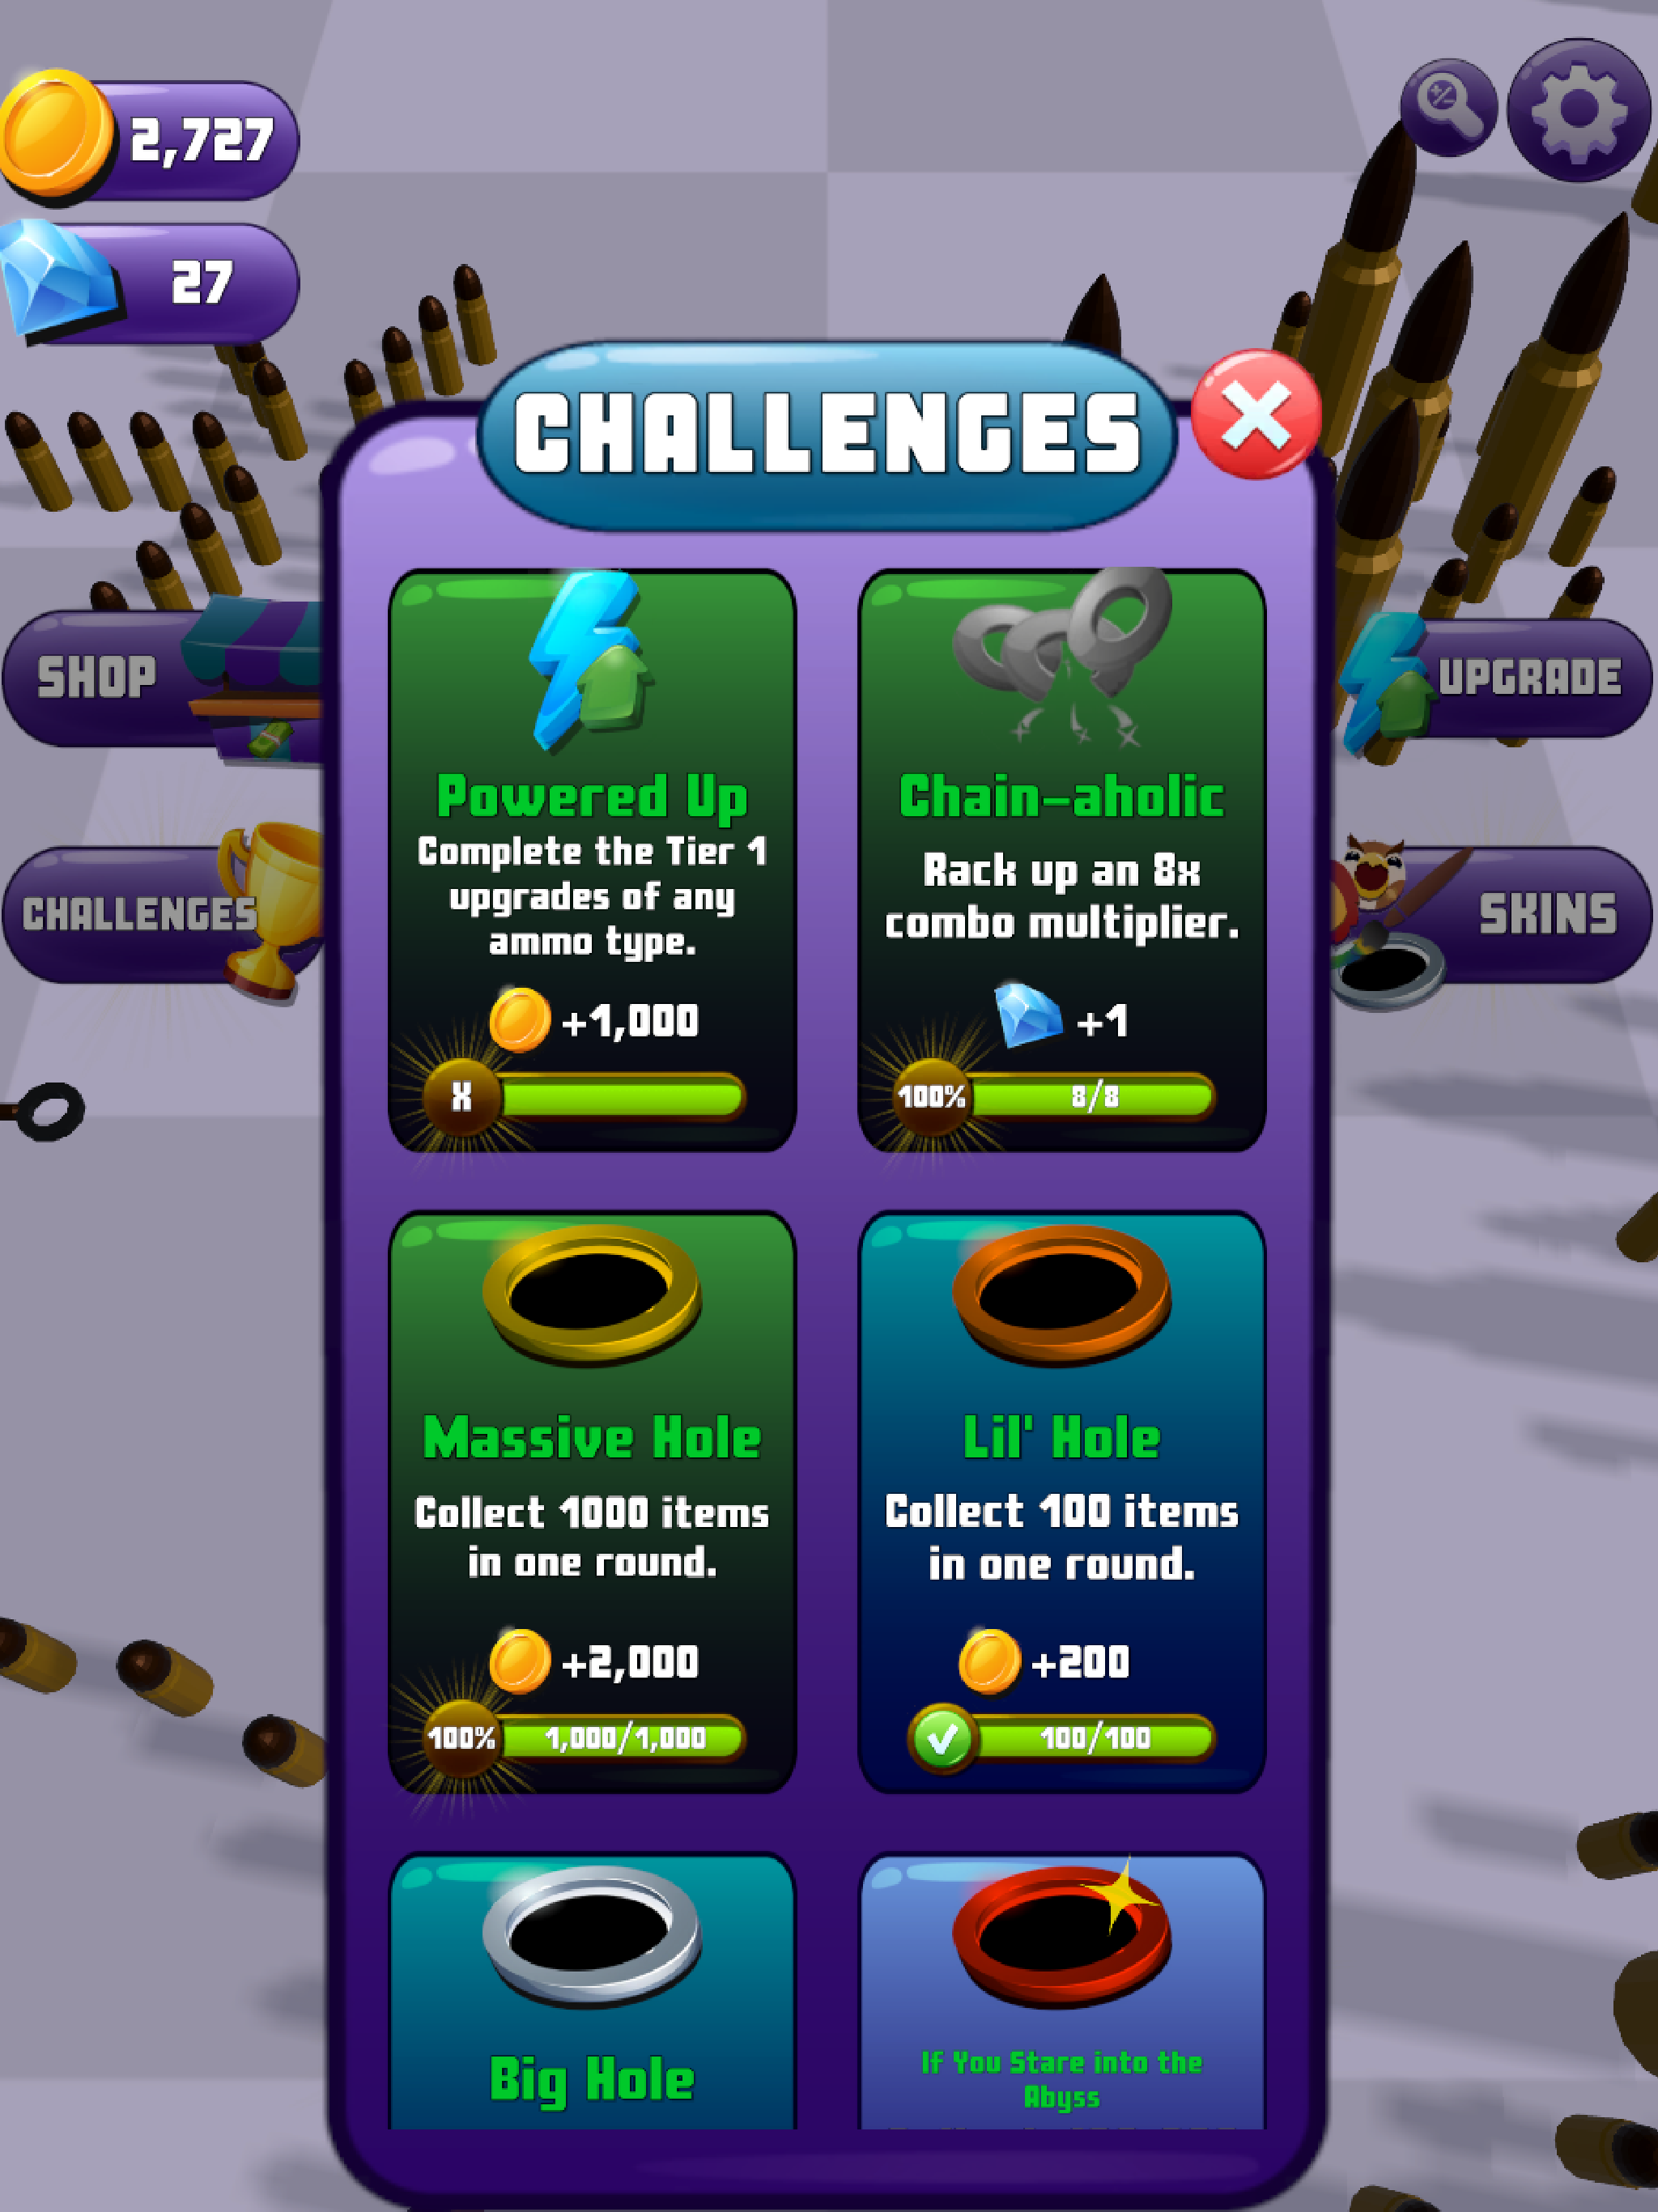 2,727
27
CHALLENGES
SHOP
UPGRADE
CHALLENGES
SKINS
Powered Up
Complete the Tier 1
upgrades of any
ammo type.
+1,000
X
Chain-aholic
Rack up an 8x
combo multiplier.
+1
100%
8/8
Massive Hole
Collect 1000 items
in one round.
+2,000
100%
1,000/1,000
Lil' Hole
Collect 100 items
in one round.
+200
100/100
Big Hole
If You Stare into the
Abyss